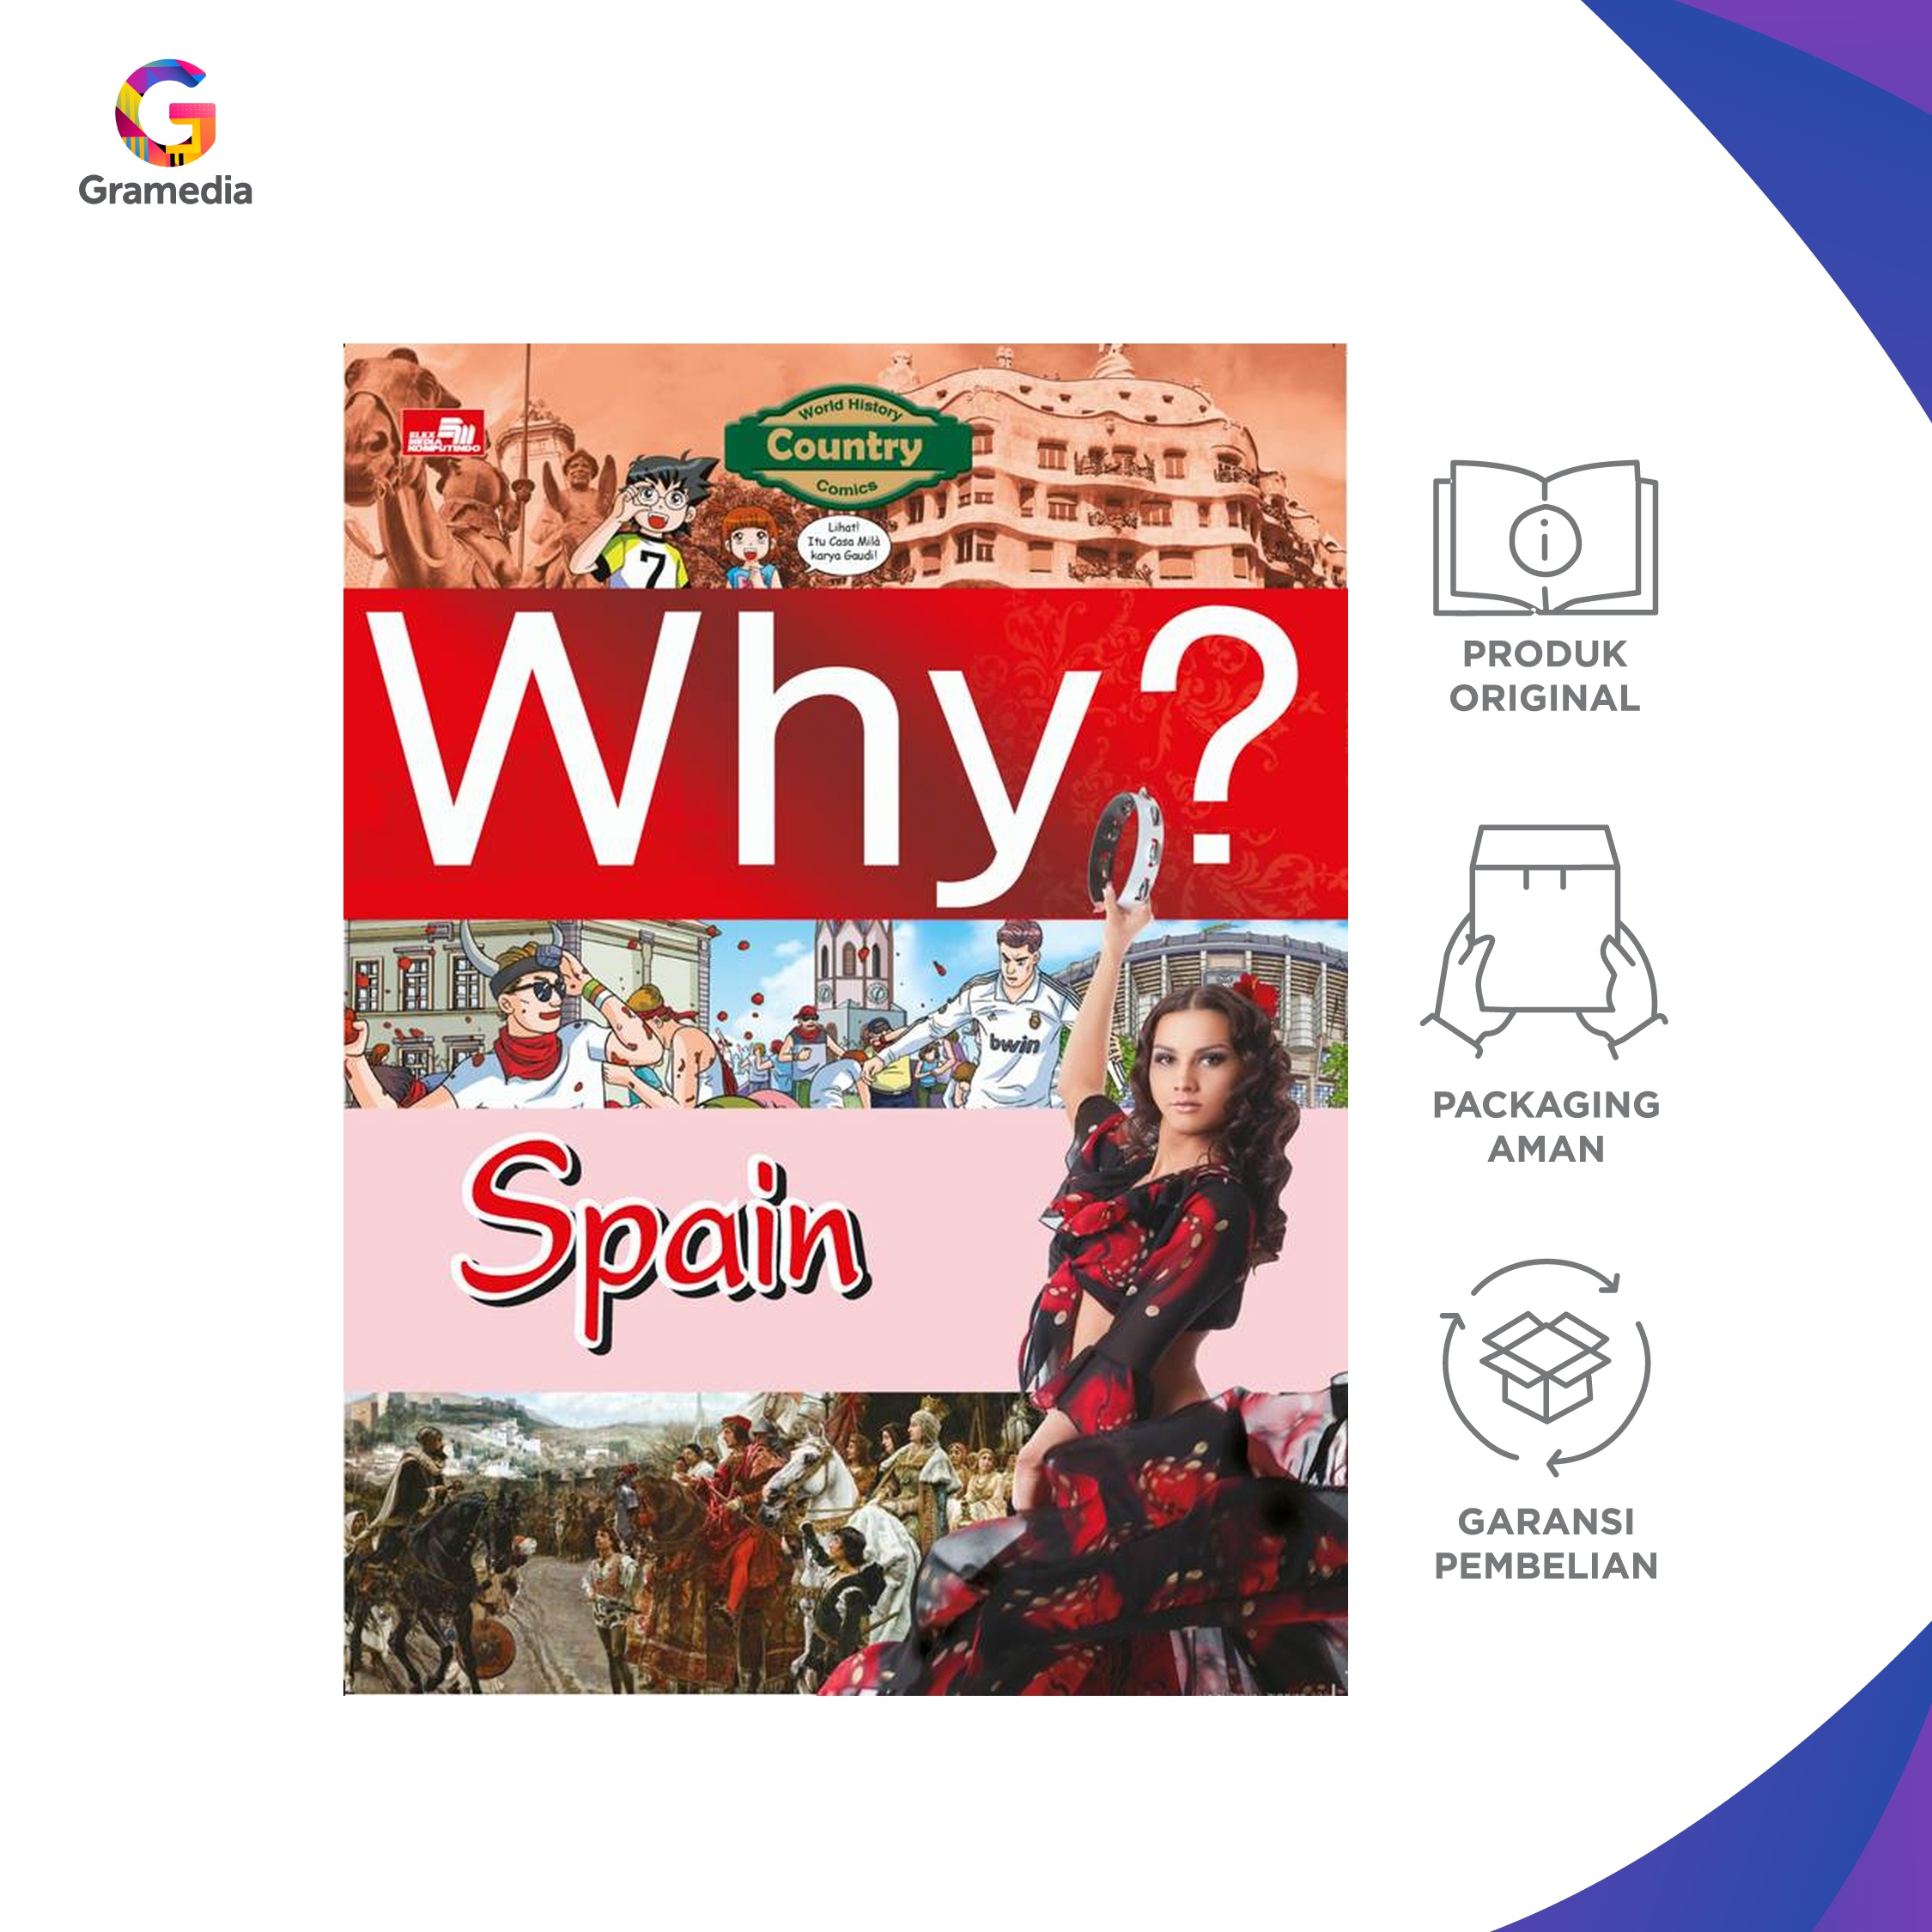 Gramedia
ELEX
MEDIA
KOMPUTINDO
World History
Country
Comics
7
Lihat!
Itu Casa Milà
karya Gaudi!
Why?
bwin
Spain
PRODUK
ORIGINAL
PACKAGING
AMAN
GARANSI
PEMBELIAN